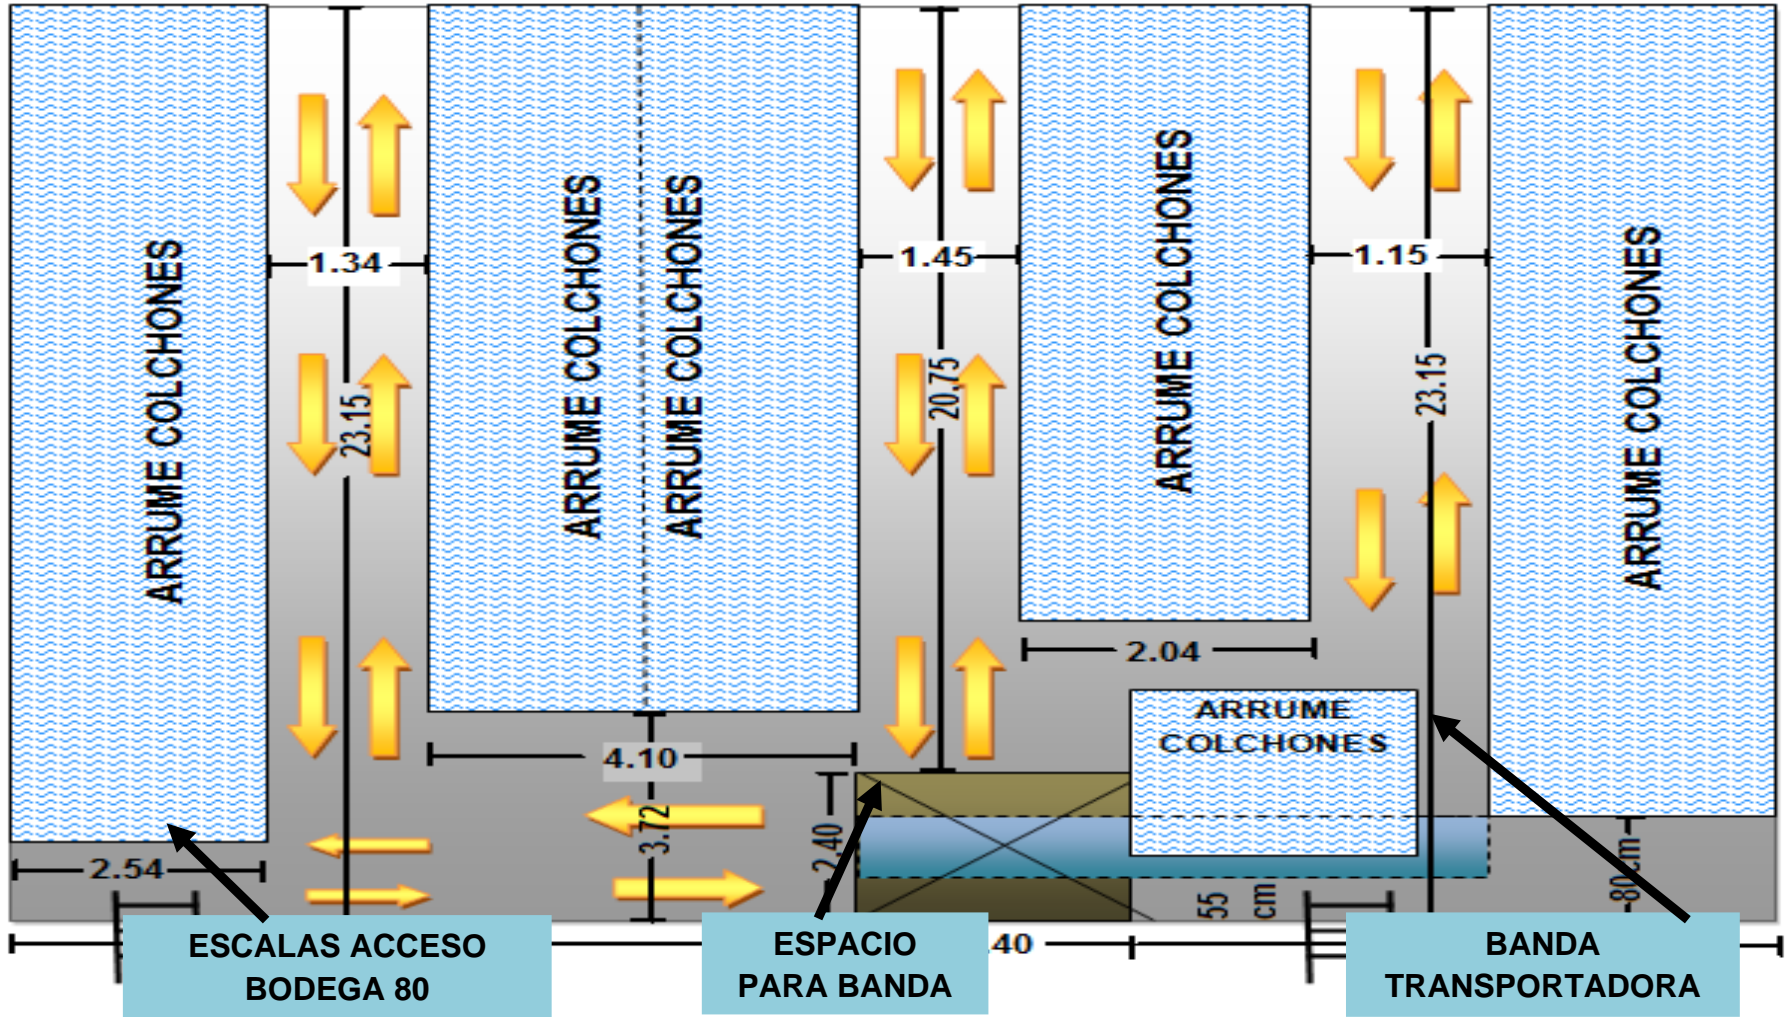 ARRUME COLCHONES
1.34
23.15
ARRUME COLCHONES
ARRUME COLCHONES
1.45
20.75
ARRUME COLCHONES
1.15
23.15
ARRUME COLCHONES
2.04
ARRUME
COLCHONES
4.10
3.72
2.40
2.54
55
cm
80cm
.40
ESCALAS ACCESO
BODEGA 80
ESPACIO
PARA BANDA
BANDA
TRANSPORTADORA